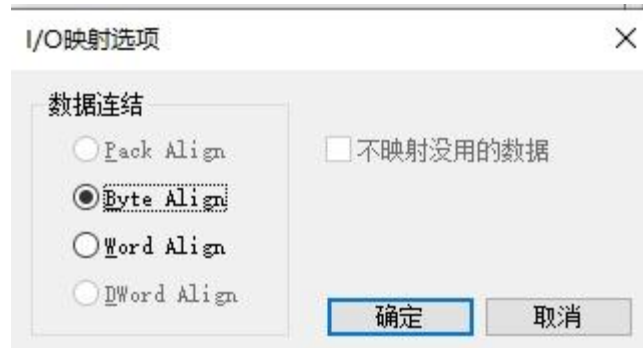 I/O映射选项
数据连结
Pack Align
不映射没用的数据
Byte Align
Word Align
DWord Align
确定
取消